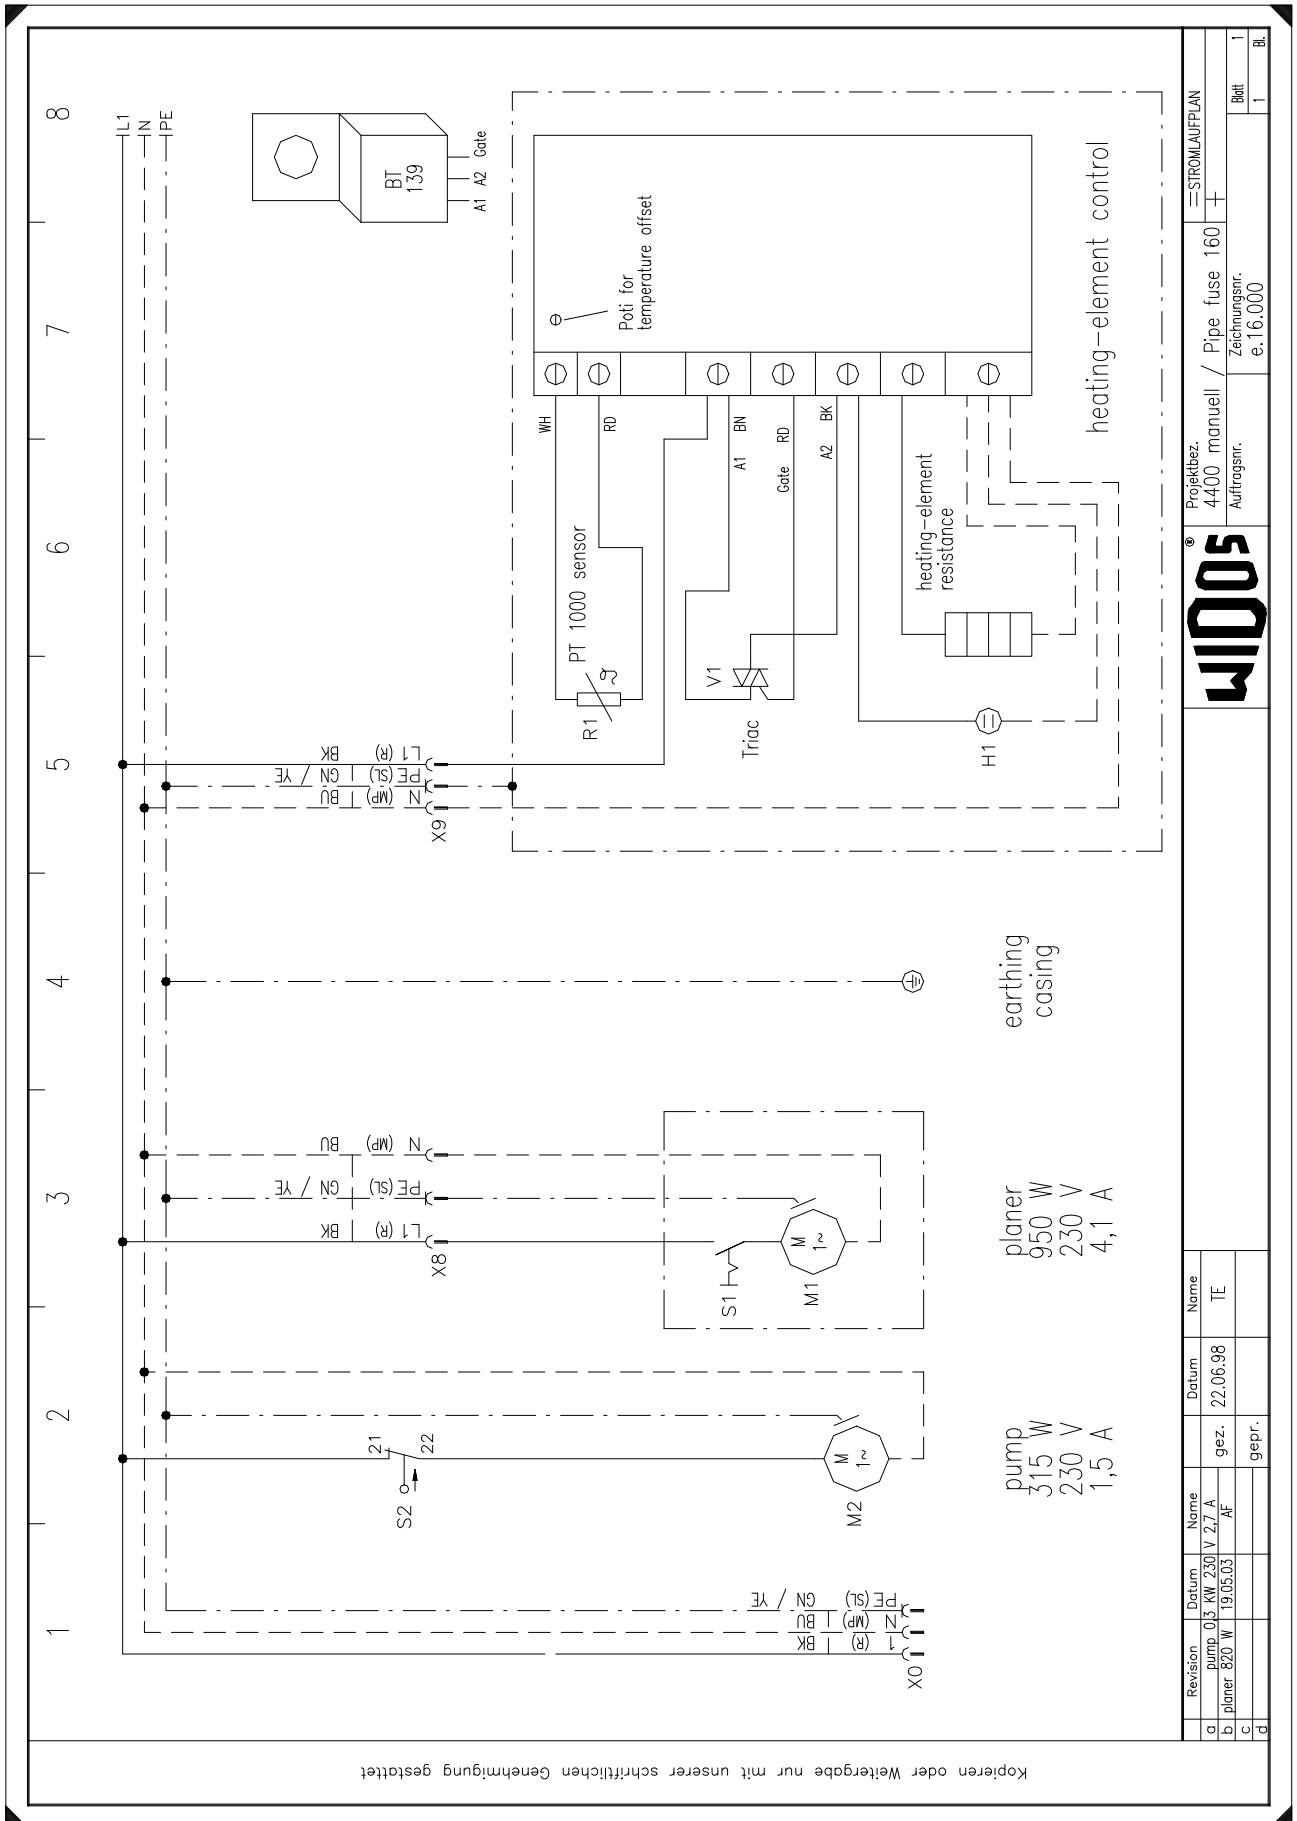 1
2
3
4
5
6
7
8
L1
N
PE
BT
139
A1
A2
Gate
X0
1 (R) BK
N (MP) BU
PE (SL) GN / YE
S2
21
22
M2
M
1~
pump
315 W
230 V
1,5 A
X8
L1 (R) BK
PE (SL) GN / YE
N (MP) BU
S1
M1
M
1~
planer
950 W
230 V
4,1 A
earthing
casing
X9
N (MP) BU
PE (SL) GN / YE
L1 (R) BK
R1
PT 1000 sensor
WH
RD
Poti for
temperature offset
V1
Triac
A1 BN
Gate RD
A2 BK
H1
heating-element
resistance
heating-element control
Kopieren oder Weitergabe nur mit unserer schriftlichen Genehmigung gestattet
Revision Datum Name Datum Name
a pump 0,3 KW 230 V 2,7 A
b planer 820 W 19.05.03 AF
c
d
gez. 22.06.98 TE
gepr.
WIDOS®
Projektbez.
4400 manuell / Pipe fuse 160
Auftragsnr.
Zeichnungsnr.
e.16.000
=STROMLAUFPLAN
+
Blatt 1
1 Bl.